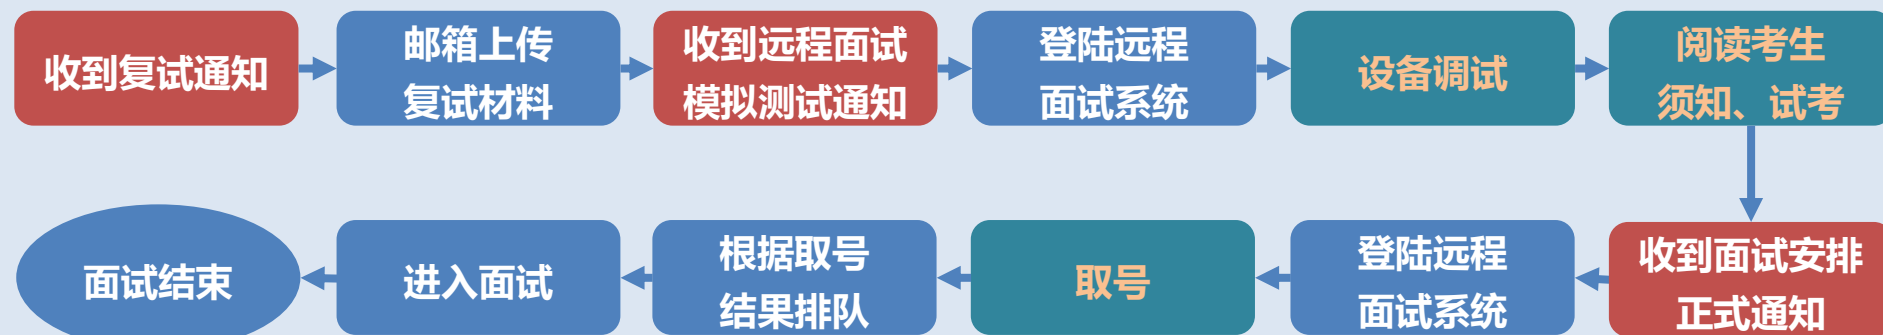 收到复试通知
邮箱上传
复试材料
收到远程面试
模拟测试通知
登陆远程
面试系统
设备调试
阅读考生
须知、试考
收到面试安排
正式通知
登陆远程
面试系统
取号
根据取号
结果排队
进入面试
面试结束